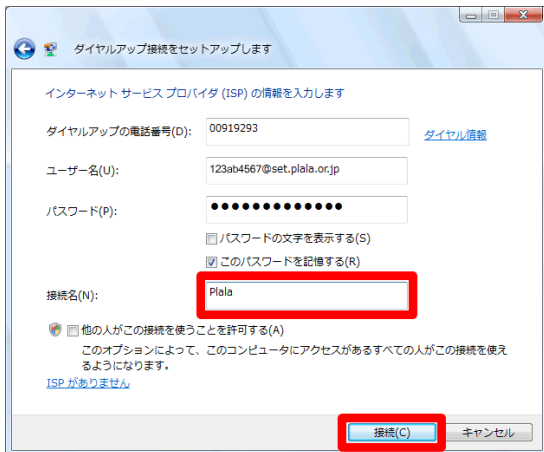 ダイヤルアップ接続をセットアップします
インターネット サービス プロバイダ (ISP) の情報を入力します
ダイヤルアップの電話番号(D): 00919293 ダイヤル情報
ユーザー名(U): 123ab4567@set.plala.or.jp
パスワード(P): ●●●●●●●●●●●●●
パスワードの文字を表示する(S)
このパスワードを記憶する(R)
接続名(N): Plala
他の人がこの接続を使うことを許可する(A)
このオプションによって、このコンピュータにアクセスがあるすべての人がこの接続を使え
るようになります。
ISP がありません
接続(C) キャンセル